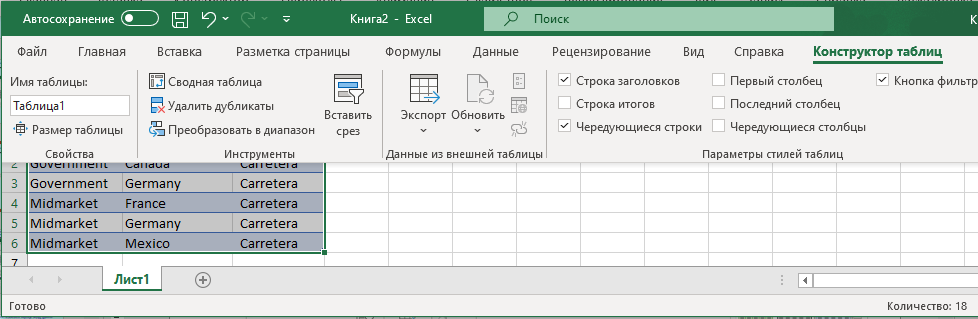 Автосохранение Книга2 - Excel Поиск К
Файл Главная Вставка Разметка страницы Формулы Данные Рецензирование Вид Справка Конструктор таблиц
Имя таблицы:
Таблица1
Размер таблицы
Свойства
Сводная таблица
Удалить дубликаты
Преобразовать в диапазон
Вставить срез
Инструменты
Экспорт
Обновить
Данные из внешней таблицы
Строка заголовков
Строка итогов
Чередующиеся строки
Первый столбец
Последний столбец
Чередующиеся столбцы
Кнопка фильтр
Параметры стилей таблиц
2 Government Canada Carretera
3 Government Germany Carretera
4 Midmarket France Carretera
5 Midmarket Germany Carretera
6 Midmarket Mexico Carretera
7
Лист1
Готово Количество: 18